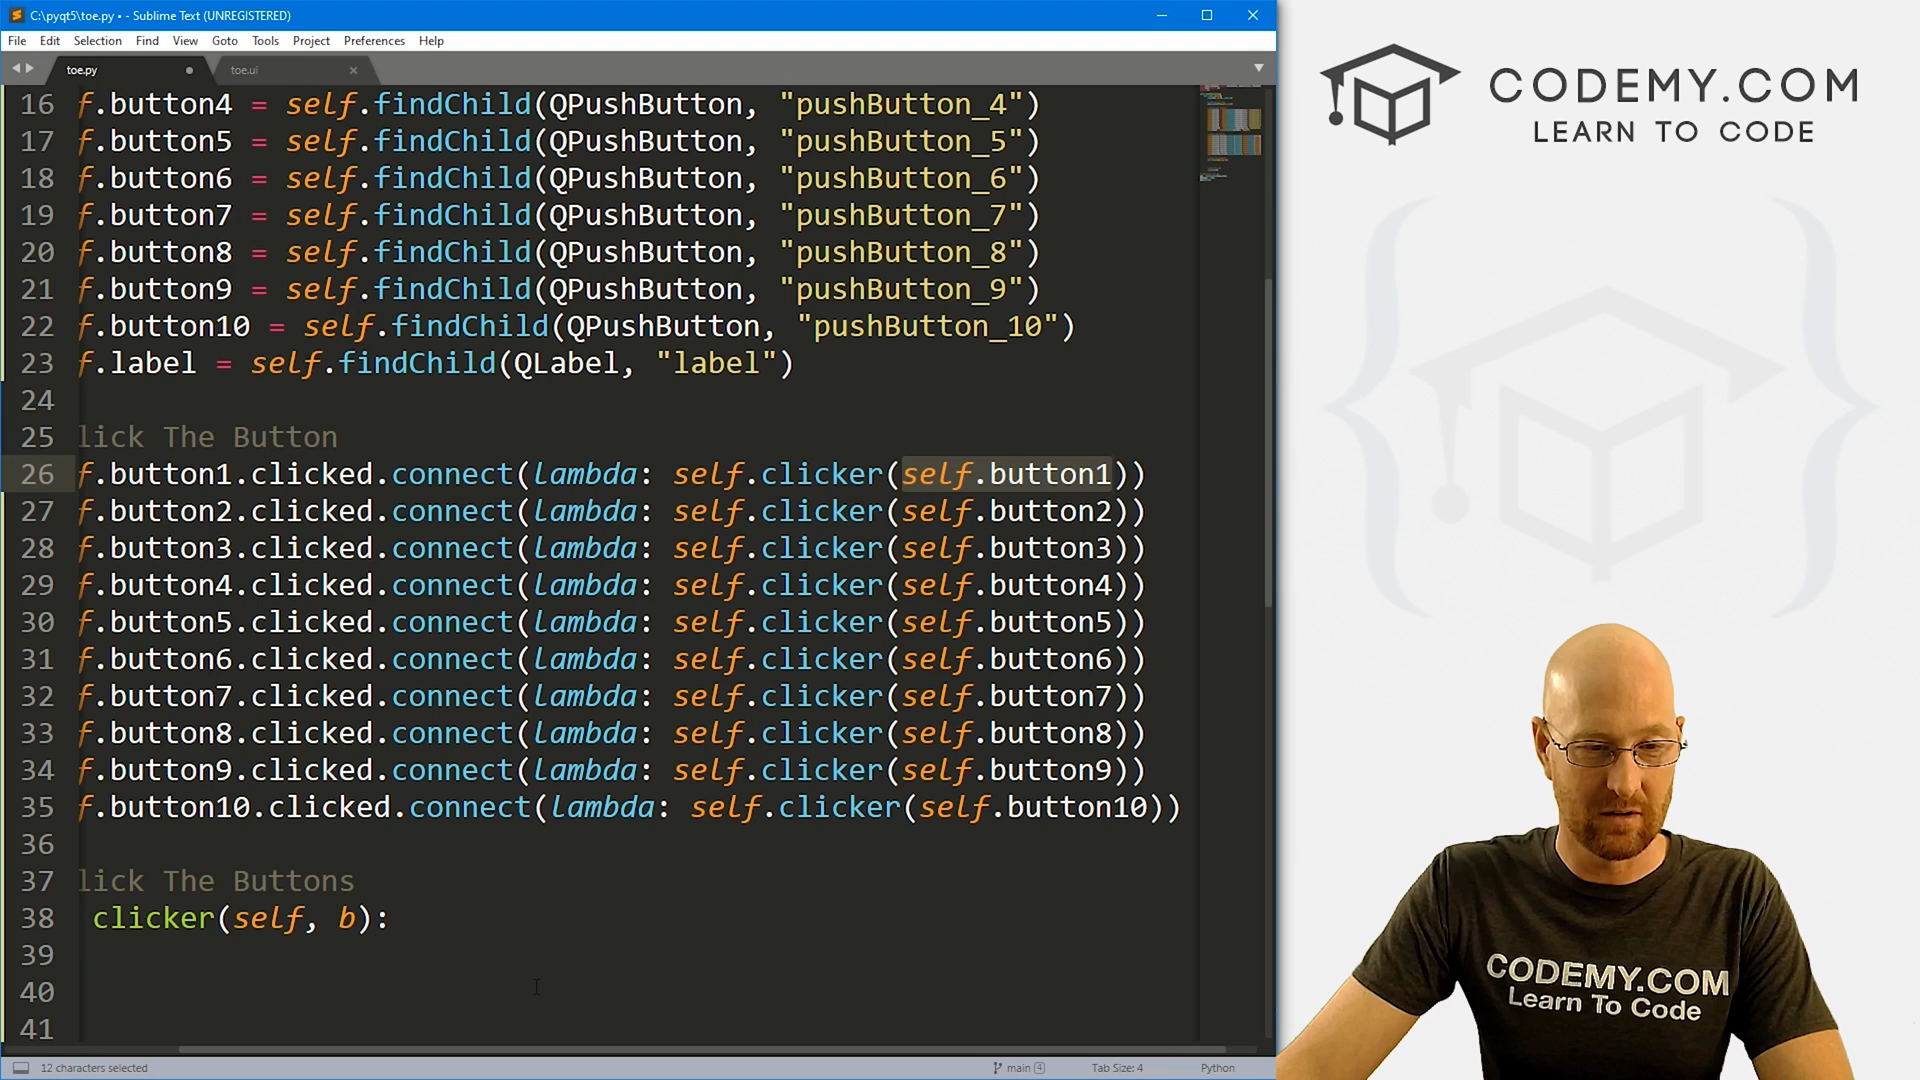 C:\pyqt5\toe.py • - Sublime Text (UNREGISTERED)
File Edit Selection Find View Goto Tools Project Preferences Help
toe.py toe.ui
16 f.button4 = self.findChild(QPushButton, "pushButton_4")
17 f.button5 = self.findChild(QPushButton, "pushButton_5")
18 f.button6 = self.findChild(QPushButton, "pushButton_6")
19 f.button7 = self.findChild(QPushButton, "pushButton_7")
20 f.button8 = self.findChild(QPushButton, "pushButton_8")
21 f.button9 = self.findChild(QPushButton, "pushButton_9")
22 f.button10 = self.findChild(QPushButton, "pushButton_10")
23 f.label = self.findChild(QLabel, "label")
24
25 lick The Button
26 f.button1.clicked.connect(lambda: self.clicker(self.button1))
27 f.button2.clicked.connect(lambda: self.clicker(self.button2))
28 f.button3.clicked.connect(lambda: self.clicker(self.button3))
29 f.button4.clicked.connect(lambda: self.clicker(self.button4))
30 f.button5.clicked.connect(lambda: self.clicker(self.button5))
31 f.button6.clicked.connect(lambda: self.clicker(self.button6))
32 f.button7.clicked.connect(lambda: self.clicker(self.button7))
33 f.button8.clicked.connect(lambda: self.clicker(self.button8))
34 f.button9.clicked.connect(lambda: self.clicker(self.button9))
35 f.button10.clicked.connect(lambda: self.clicker(self.button10))
36
37 lick The Buttons
38 clicker(self, b):
39
40
41
12 characters selected main 4 Tab Size: 4 Python
CODEMY.COM
LEARN TO CODE
CODEMY.COM
Learn To Code